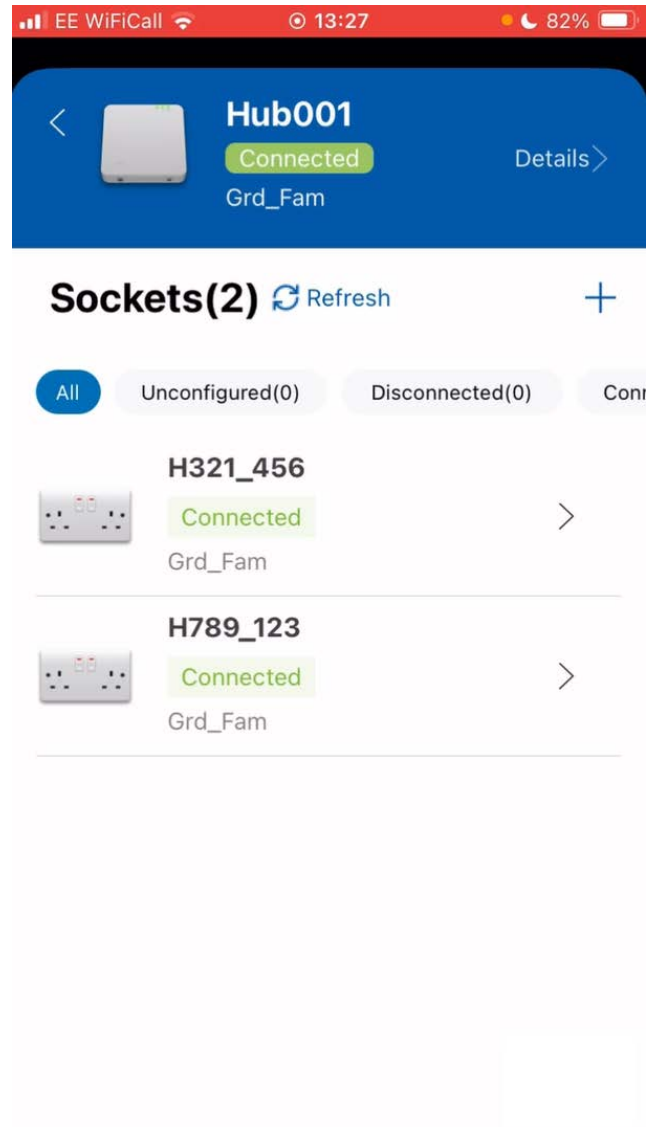 EE WiFiCall 13:27 82%
Hub001
Connected
Details
Grd_Fam
Sockets(2) Refresh
All Unconfigured(0) Disconnected(0) Conn
H321_456
Connected
Grd_Fam
H789_123
Connected
Grd_Fam